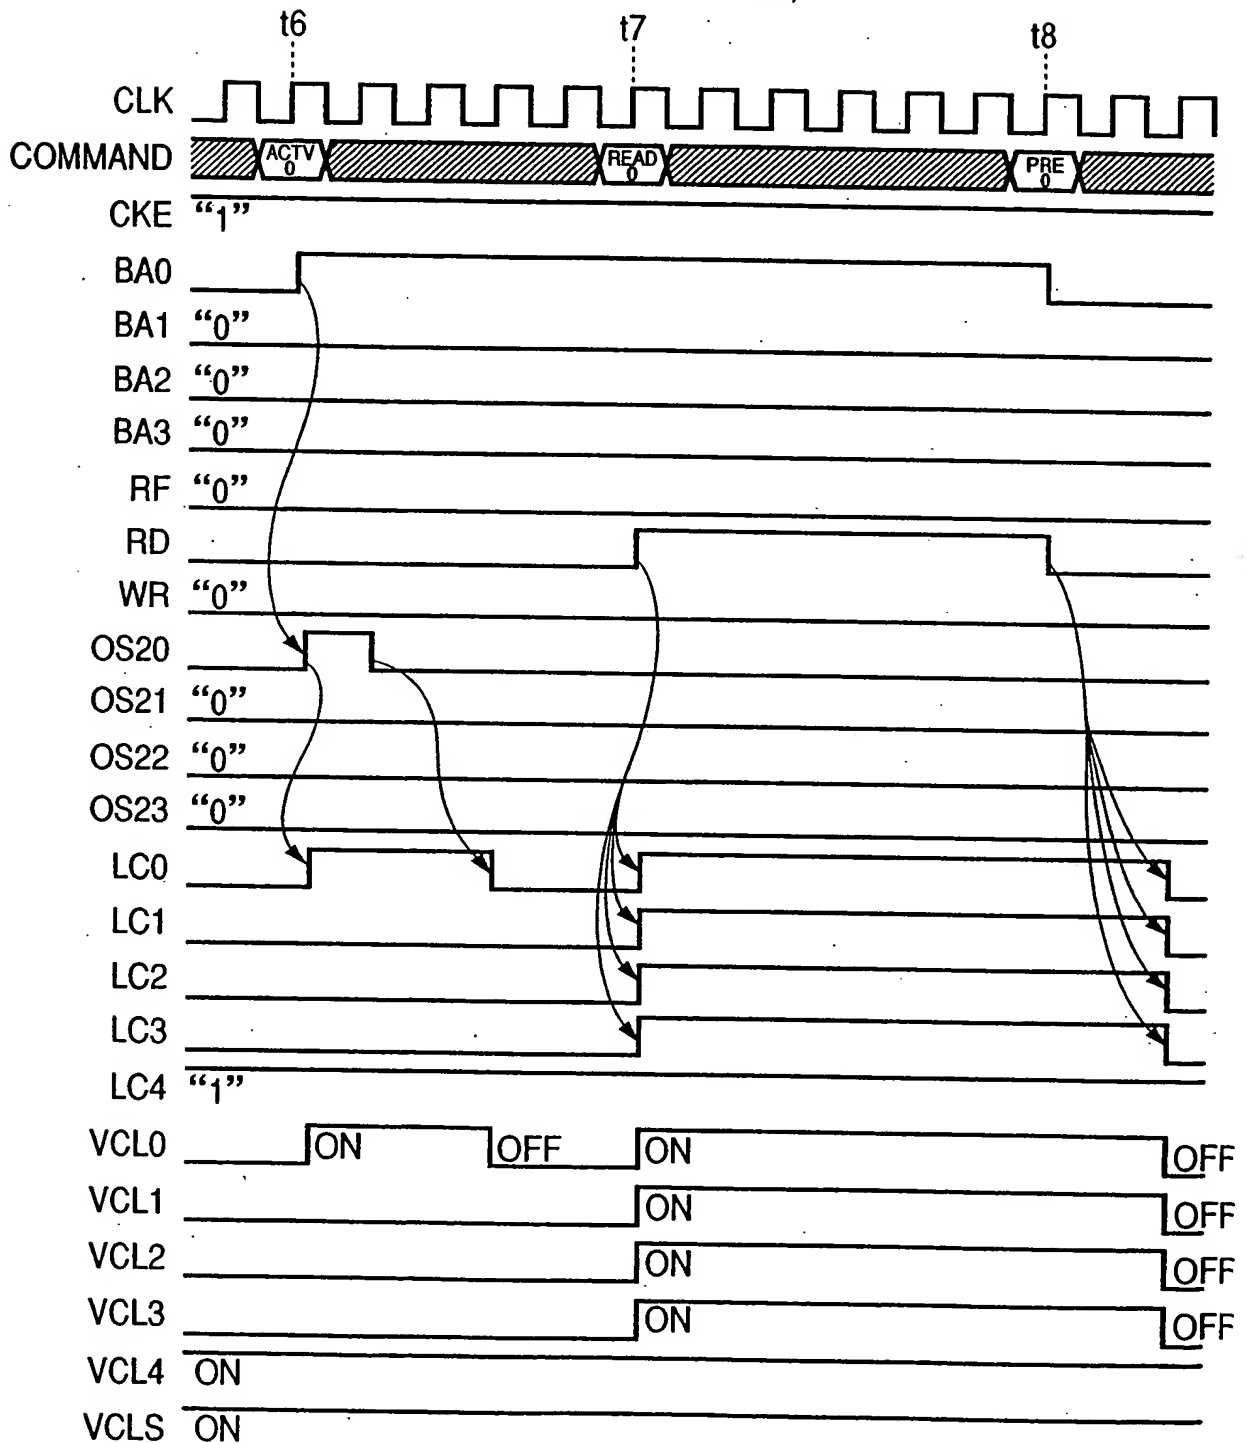 t6 t7 t8
CLK
COMMAND ACTV 0 READ 0 PRE 0
CKE “1”
BA0
BA1 “0”
BA2 “0”
BA3 “0”
RF “0”
RD
WR “0”
OS20
OS21 “0”
OS22 “0”
OS23 “0”
LC0
LC1
LC2
LC3
LC4 “1”
VCL0 ON OFF ON OFF
VCL1 ON OFF
VCL2 ON OFF
VCL3 ON OFF
VCL4 ON
VCLS ON